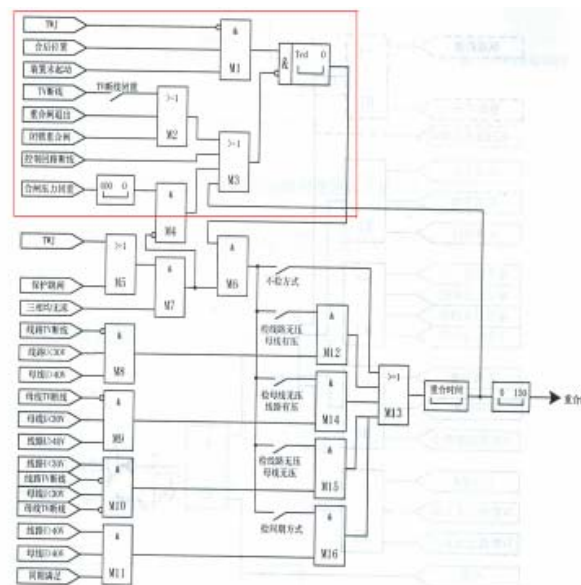 TWJ
合后位置
装置未起动
TV断线
TV断线闭重
重合闸退出
闭锁重合闸
控制回路断线
合闸压力闭重
400 0
&
M1
>=1
M2
>=1
M3
&
M4
&
Tcd 0
TWJ
保护跳闸
三相均无流
>=1
M5
&
M7
&
M6
不检方式
线路TV断线
线路U<30V
母线U>40V
&
M8
检线路无压
母线有压
&
M12
母线TV断线
母线U<30V
线路U>40V
&
M9
检母线无压
线路有压
&
M14
线路U<30V
线路TV断线
母线U<30V
母线TV断线
&
M10
检线路无压
母线无压
&
M15
线路U>40V
母线U>40V
同期满足
&
M11
检同期方式
&
M16
>=1
M13
重合时间
0 150
重合